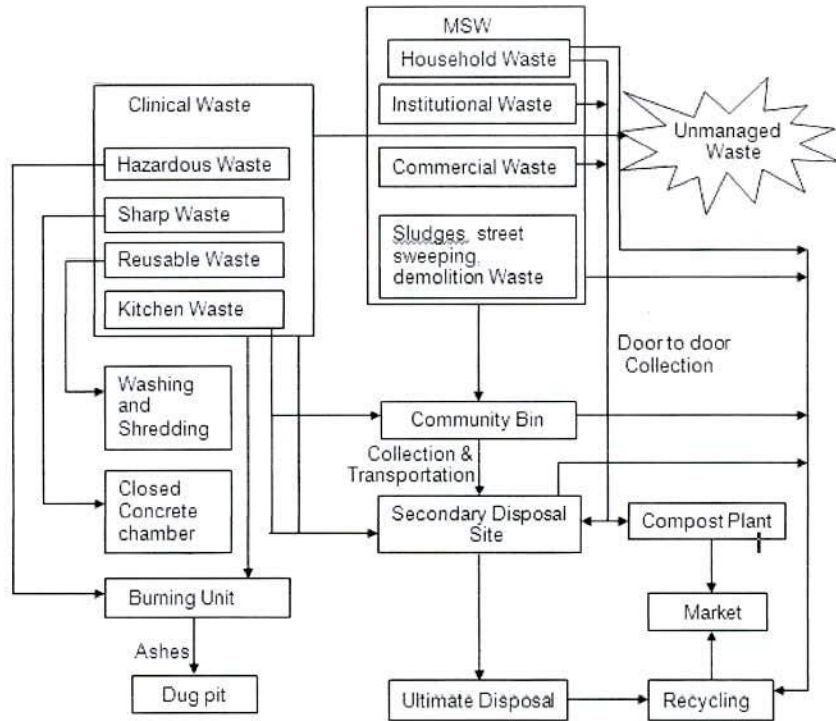 MSW
Household Waste
Institutional Waste
Commercial Waste
Sludges, street
sweeping,
demolition Waste
Clinical Waste
Hazardous Waste
Sharp Waste
Reusable Waste
Kitchen Waste
Unmanaged
Waste
Door to door
Collection
Washing
and
Shredding
Community Bin
Collection &
Transportation
Closed
Concrete
chamber
Secondary Disposal
Site
Compost Plant
Burning Unit
Market
Ashes
Dug pit
Ultimate Disposal
Recycling